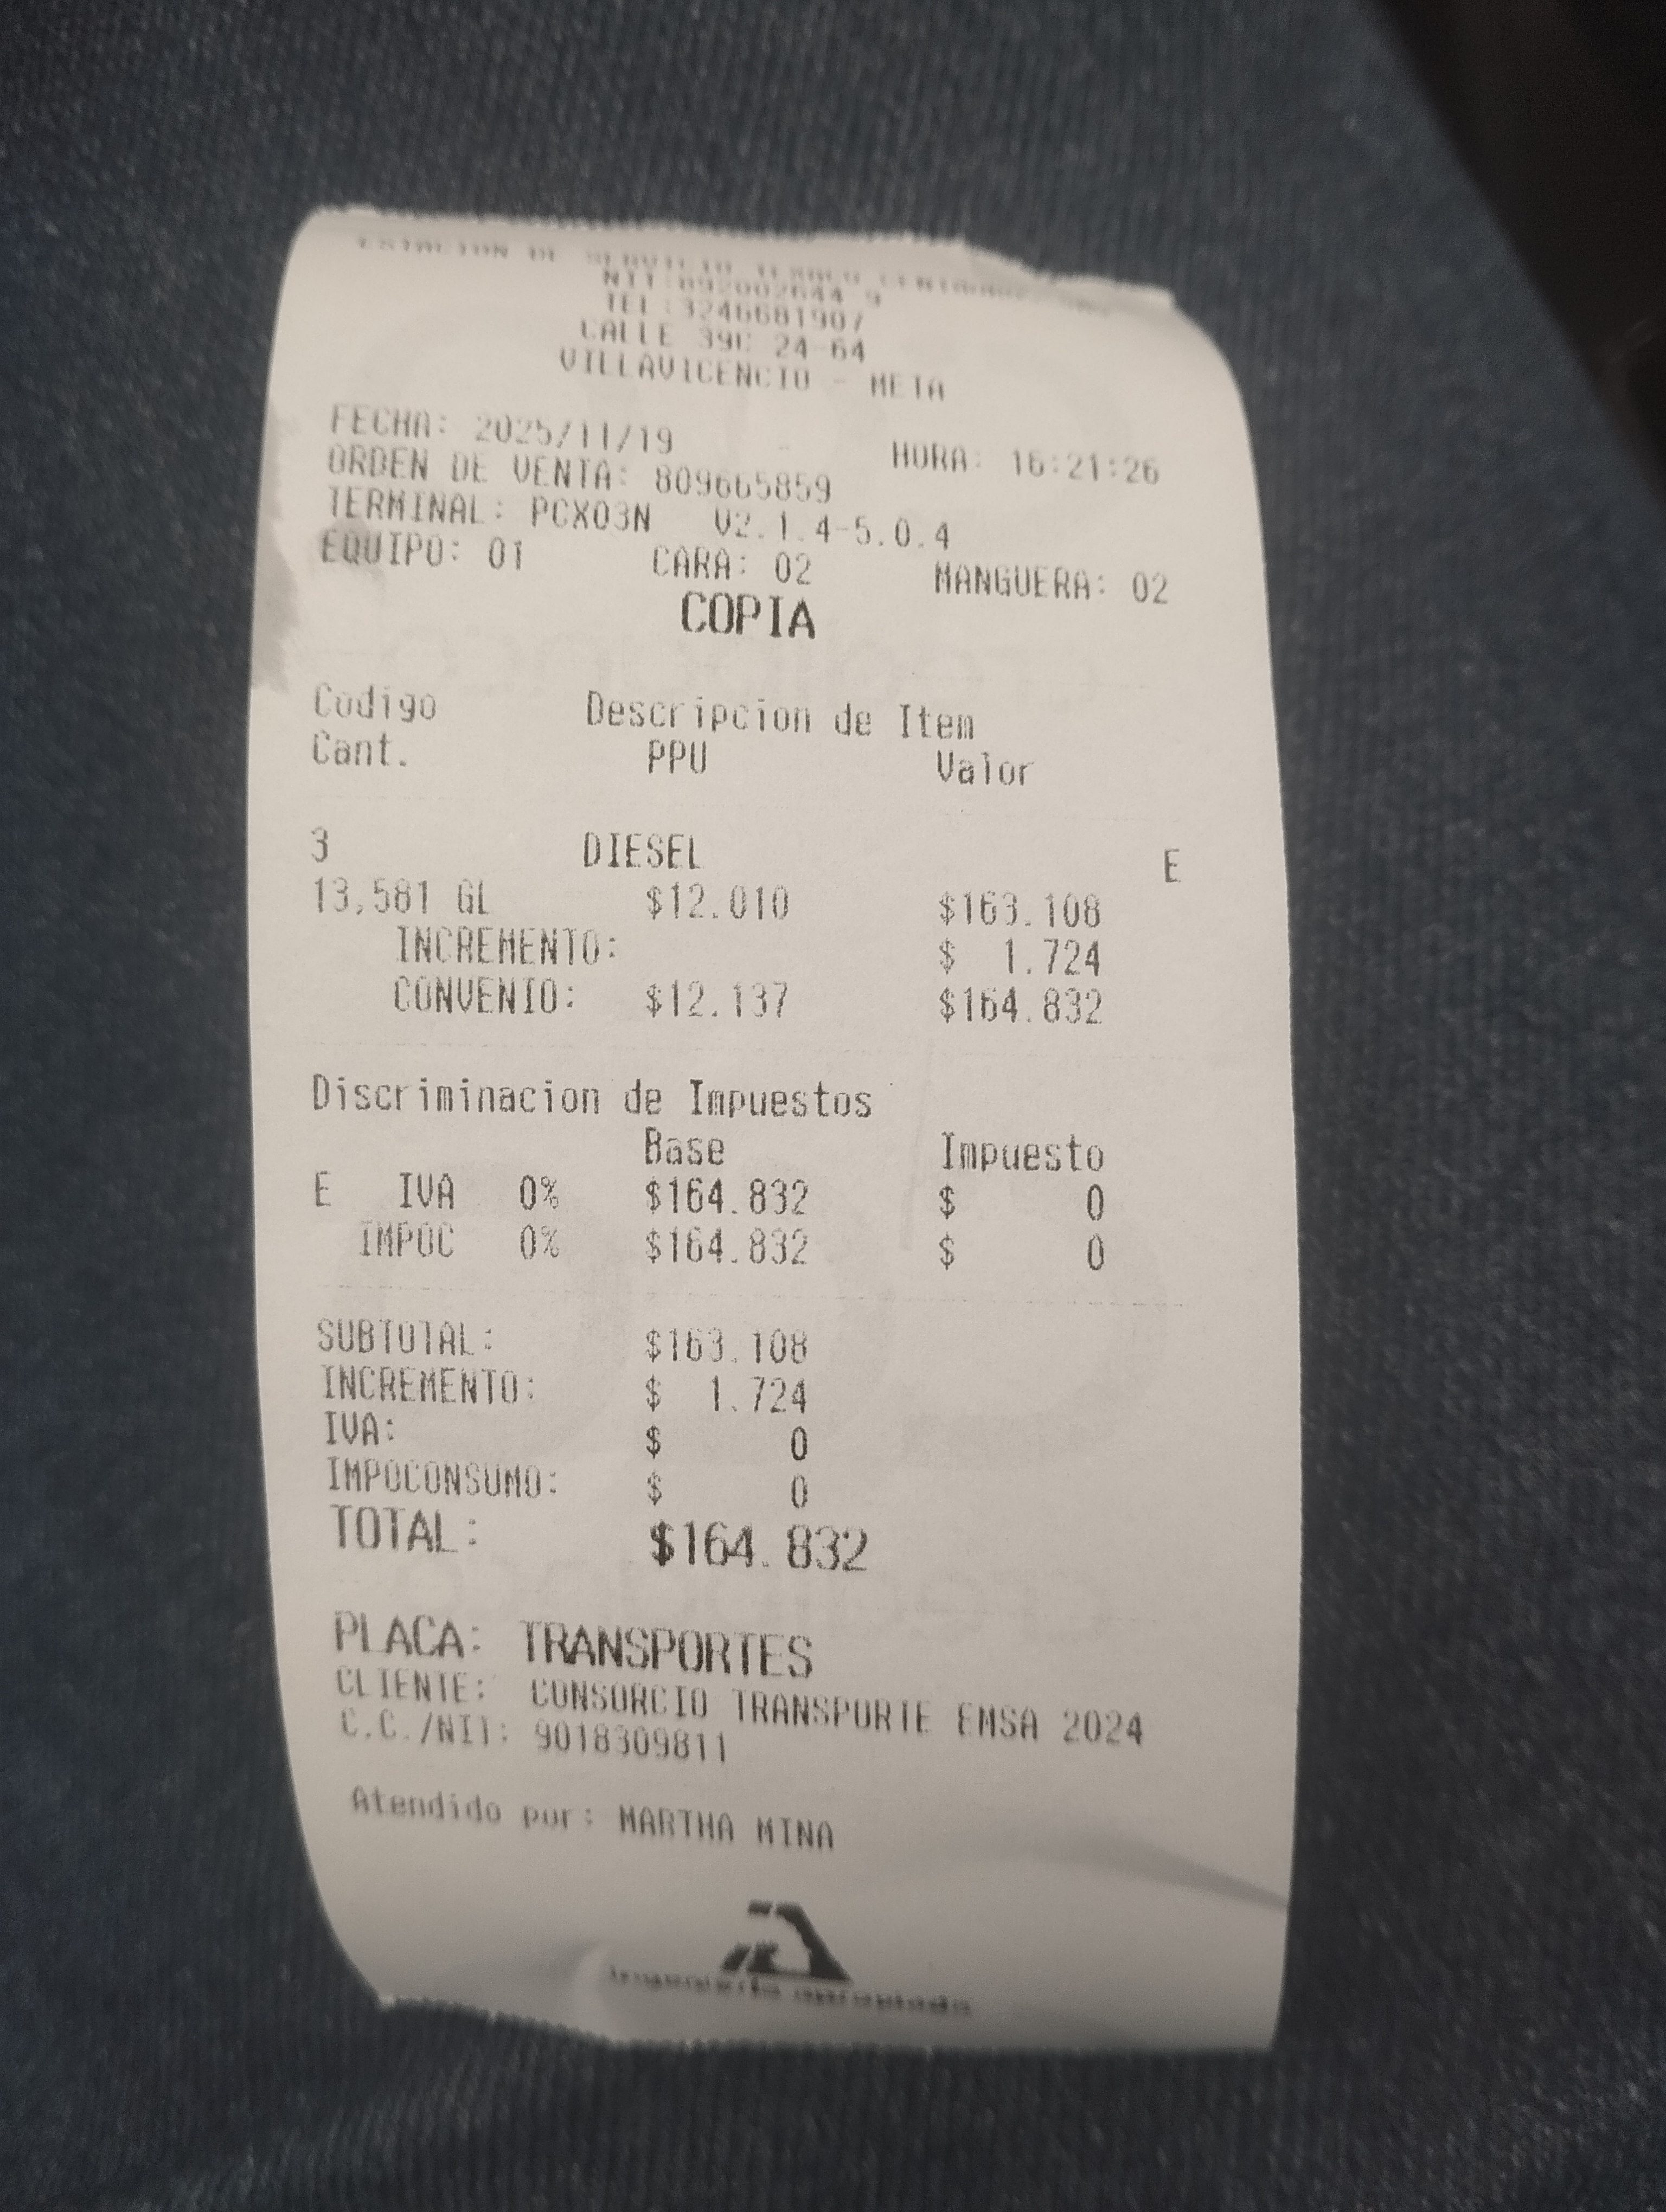 ESTACION DE SERVICIO TEXACO
NIT:892002644-9
TEL:3246681907
CALLE 39C 24-64
VILLAVICENCIO - META
FECHA: 2025/11/19 HORA: 16:21:26
ORDEN DE VENTA: 809665859
TERMINAL: PCX03N V2.1.4-5.0.4
EQUIPO: 01 CARA: 02 MANGUERA: 02
COPIA
Codigo Descripcion de Item
Cant. PPU Valor
3 DIESEL E
13,581 GL $12.010 $163.108
INCREMENTO: $ 1.724
CONVENIO: $12.137 $164.832
Discriminacion de Impuestos
Base Impuesto
E IVA 0% $164.832 $ 0
IMPOC 0% $164.832 $ 0
SUBTOTAL: $163.108
INCREMENTO: $ 1.724
IVA: $ 0
IMPOCONSUMO: $ 0
TOTAL: $164.832
PLACA: TRANSPORTES
CLIENTE: CONSORCIO TRANSPORTE EMSA 2024
C.C./NIT: 9018309811
Atendido por: MARTHA MINA